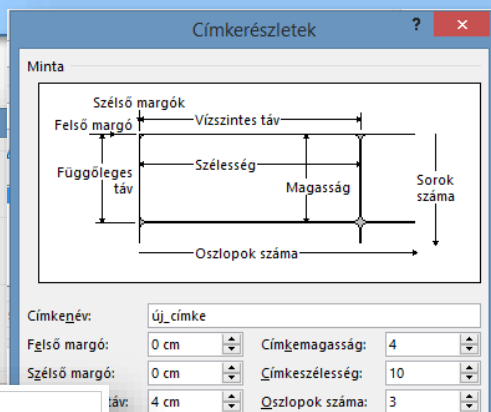 Címkerészletek
?
Minta
Szélső margók
Felső margó
Vízszintes táv
Függőleges
táv
Szélesség
Magasság
Sorok
száma
Oszlopok száma
Címkenév: új_címke
Felső margó: 0 cm Címkemagasság: 4
Szélső margó: 0 cm Címkeszélesség: 10
táv: 4 cm Oszlopok száma: 3